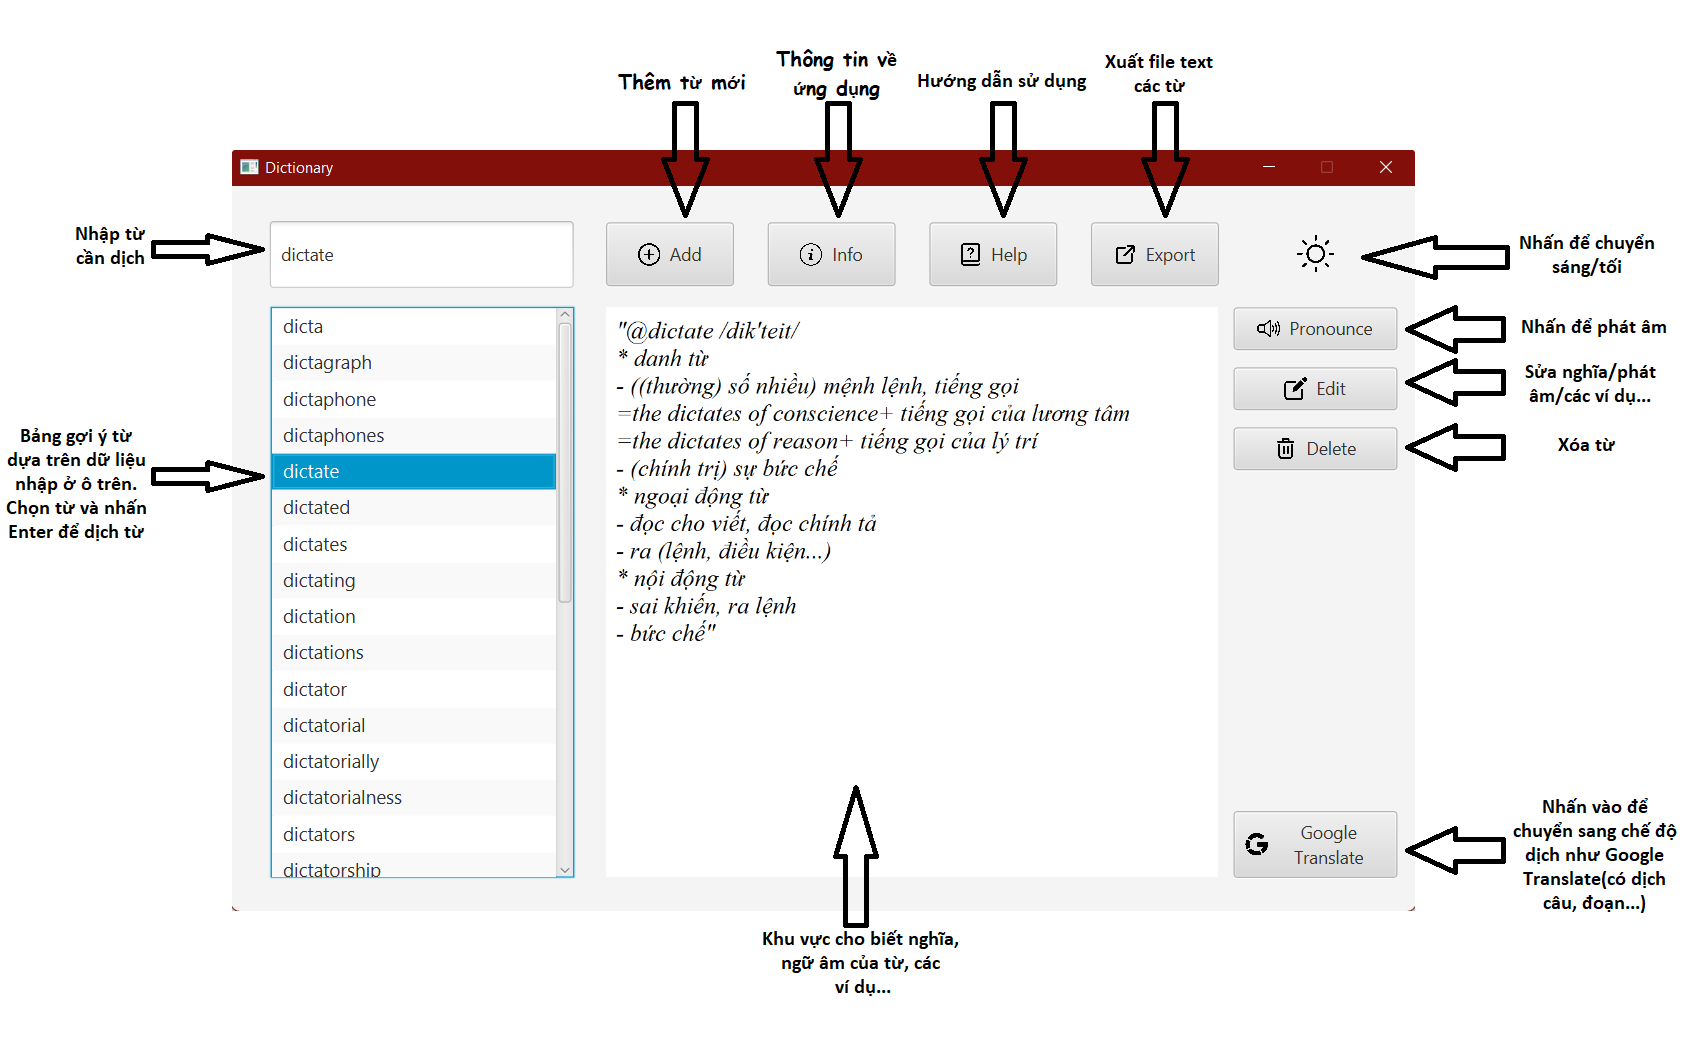 Thêm từ mới
Thông tin về
ứng dụng
Hướng dẫn sử dụng
Xuất file text
các từ
Dictionary
Nhập từ
cần dịch
dictate
Add
Info
Help
Export
Nhấn để chuyển
sáng/tối
dicta
dictagraph
dictaphone
dictaphones
dictate
dictated
dictates
dictating
dictation
dictations
dictator
dictatorial
dictatorially
dictatorialness
dictators
dictatorship
Bảng gợi ý từ
dựa trên dữ liệu
nhập ở ô trên.
Chọn từ và nhấn
Enter để dịch từ
"@dictate /dik'teit/
* danh từ
- ((thường) số nhiều) mệnh lệnh, tiếng gọi
=the dictates of conscience+ tiếng gọi của lương tâm
=the dictates of reason+ tiếng gọi của lý trí
- (chính trị) sự bức chế
* ngoại động từ
- đọc cho viết, đọc chính tả
- ra (lệnh, điều kiện...)
* nội động từ
- sai khiến, ra lệnh
- bức chế"
Pronounce
Nhấn để phát âm
Edit
Sửa nghĩa/phát
âm/các ví dụ...
Delete
Xóa từ
Google
Translate
Nhấn vào để
chuyển sang chế độ
dịch như Google
Translate(có dịch
câu, đoạn...)
Khu vực cho biết nghĩa,
ngữ âm của từ, các
ví dụ...